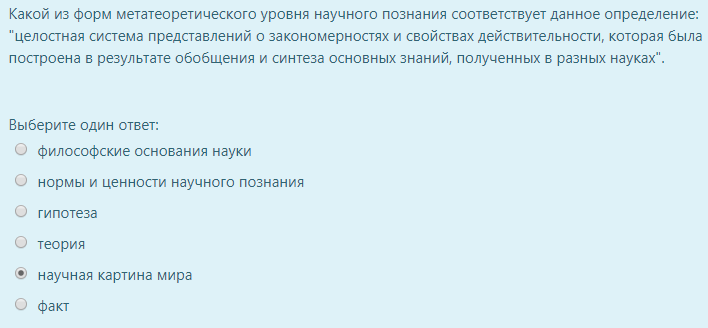 Какой из форм метатеоретического уровня научного познания соответствует данное определение:
"целостная система представлений о закономерностях и свойствах действительности, которая была
построена в результате обобщения и синтеза основных знаний, полученных в разных науках".
Выберите один ответ:
философские основания науки
нормы и ценности научного познания
гипотеза
теория
научная картина мира
факт